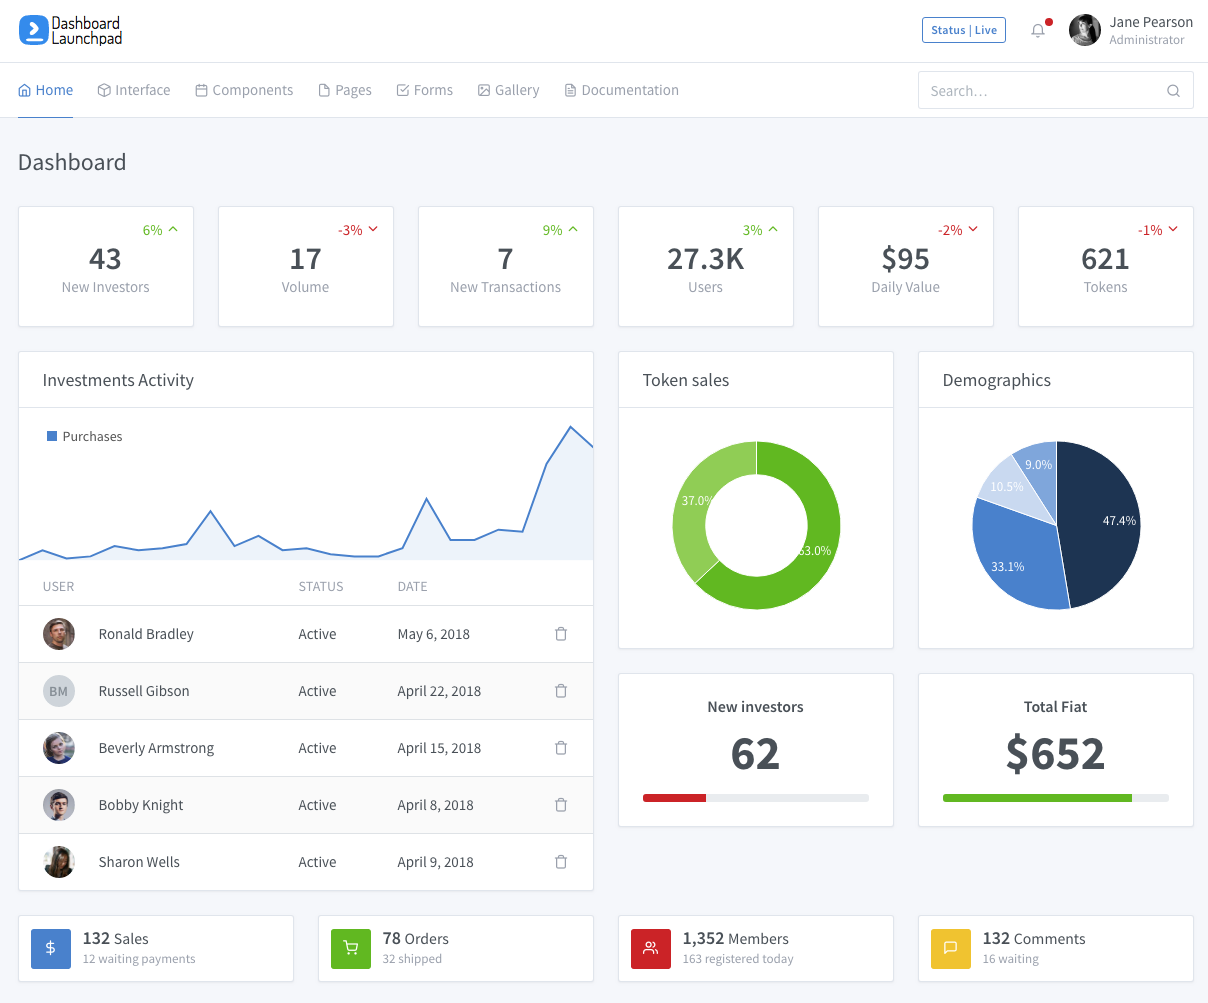 Dashboard
Launchpad
Status | Live
Jane Pearson
Administrator
Home
Interface
Components
Pages
Forms
Gallery
Documentation
Search…
Dashboard
6%
43
New Investors
-3%
17
Volume
9%
7
New Transactions
3%
27.3K
Users
-2%
$95
Daily Value
-1%
621
Tokens
Investments Activity
Purchases
USER STATUS DATE
Ronald Bradley Active May 6, 2018
BM Russell Gibson Active April 22, 2018
Beverly Armstrong Active April 15, 2018
Bobby Knight Active April 8, 2018
Sharon Wells Active April 9, 2018
Token sales
37.0%
63.0%
Demographics
9.0%
10.5%
47.4%
33.1%
New investors
62
Total Fiat
$652
132 Sales
12 waiting payments
78 Orders
32 shipped
1,352 Members
163 registered today
132 Comments
16 waiting